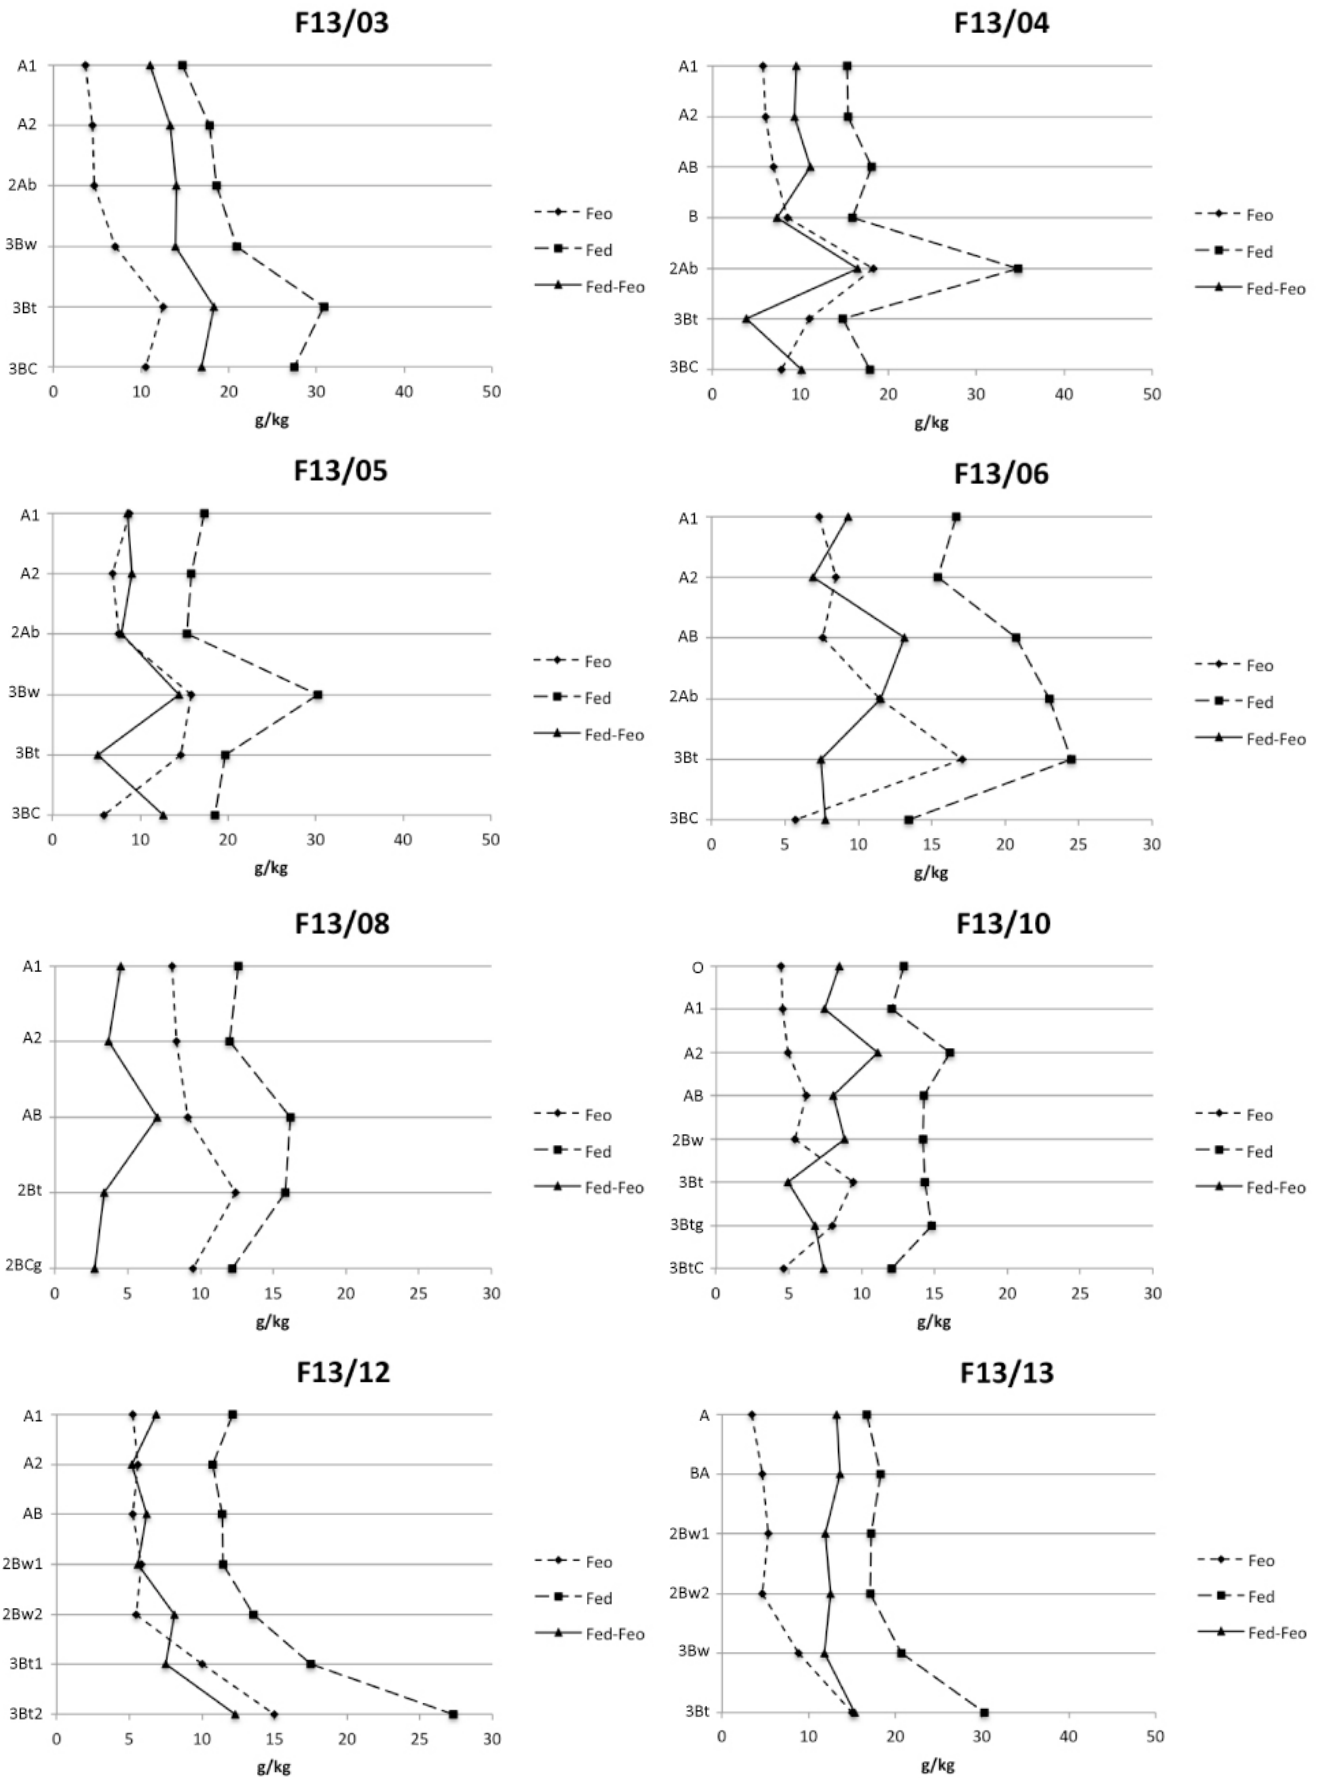 F13/03
A1
A2
2Ab
3Bw
3Bt
3BC
0 10 20 30 40 50
g/kg
Feo
Fed
Fed-Feo
F13/04
A1
A2
AB
B
2Ab
3Bt
3BC
0 10 20 30 40 50
g/kg
Feo
Fed
Fed-Feo
F13/05
A1
A2
2Ab
3Bw
3Bt
3BC
0 10 20 30 40 50
g/kg
Feo
Fed
Fed-Feo
F13/06
A1
A2
AB
2Ab
3Bt
3BC
0 5 10 15 20 25 30
g/kg
Feo
Fed
Fed-Feo
F13/08
A1
A2
AB
2Bt
2BCg
0 5 10 15 20 25 30
g/kg
Feo
Fed
Fed-Feo
F13/10
O
A1
A2
AB
2Bw
3Bt
3Btg
3BtC
0 5 10 15 20 25 30
g/kg
Feo
Fed
Fed-Feo
F13/12
A1
A2
AB
2Bw1
2Bw2
3Bt1
3Bt2
0 5 10 15 20 25 30
g/kg
Feo
Fed
Fed-Feo
F13/13
A
BA
2Bw1
2Bw2
3Bw
3Bt
0 10 20 30 40 50
g/kg
Feo
Fed
Fed-Feo